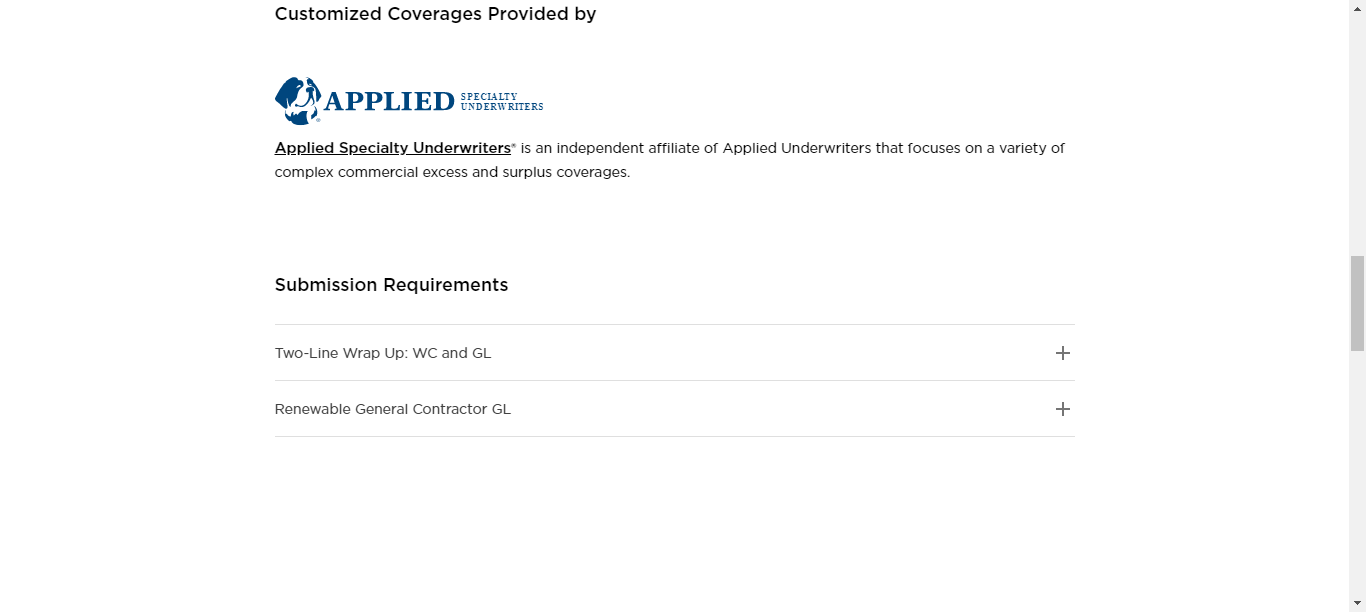 Customized Coverages Provided by
APPLIED SPECIALTY
UNDERWRITERS®
Applied Specialty Underwriters® is an independent affiliate of Applied Underwriters that focuses on a variety of
complex commercial excess and surplus coverages.
Submission Requirements
Two-Line Wrap Up: WC and GL
Renewable General Contractor GL